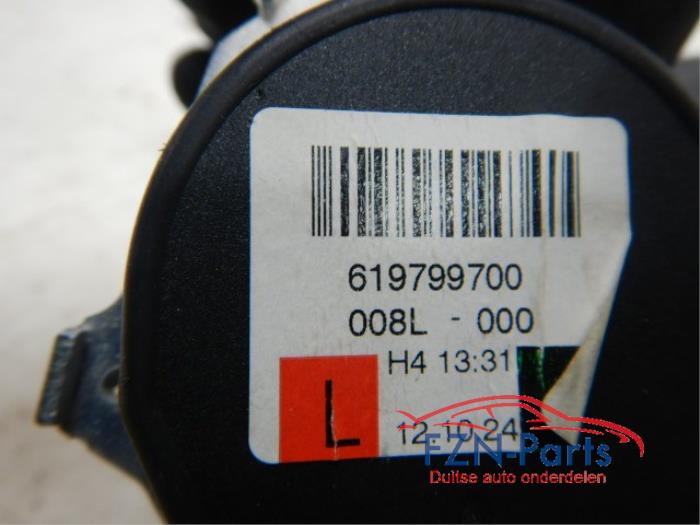 619799700
008L - 000
H4 13:31
L
12.10.24
FZN-Parts
Duitse auto onderdelen